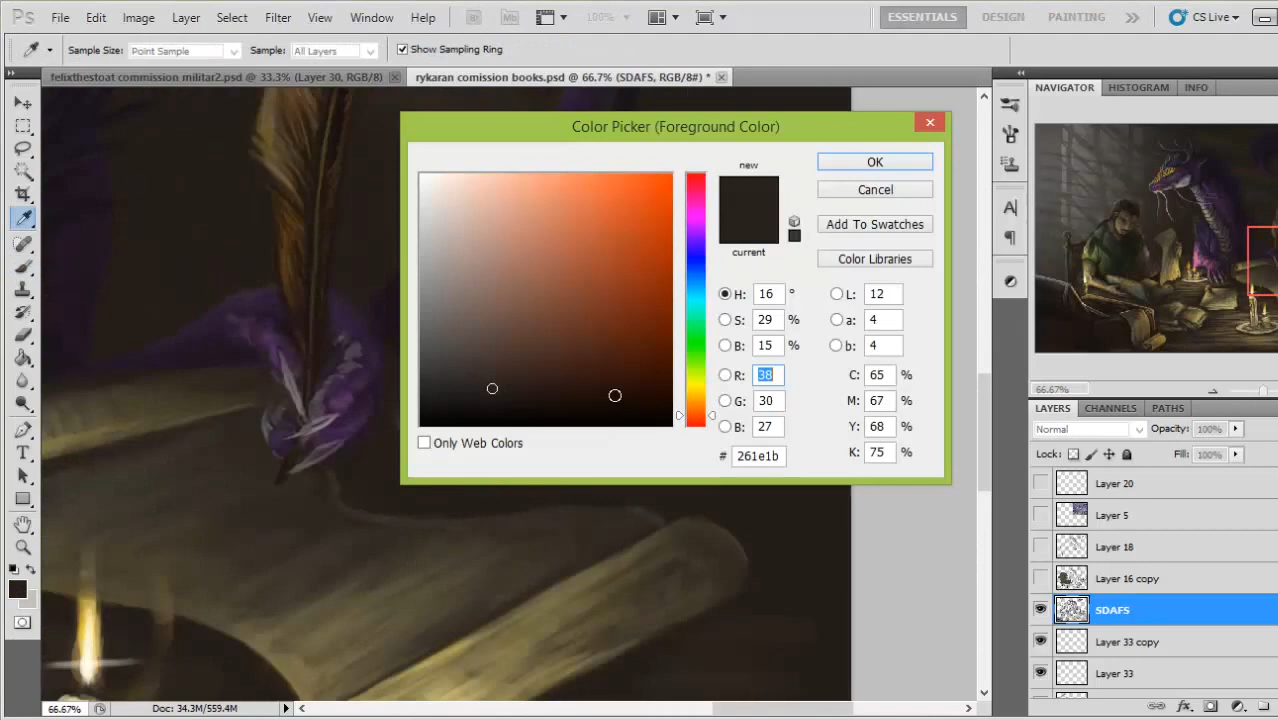 Ps File Edit Image Layer Select Filter View Window Help Br Mb 100% ESSENTIALS DESIGN PAINTING CS Live
Sample Size: Point Sample Sample: All Layers Show Sampling Ring
felixthestoat commission militar2.psd @ 33.3% (Layer 30, RGB/8) rykaran comission books.psd @ 66.7% (SDAFS, RGB/8#) *
Color Picker (Foreground Color)
new
current
OK
Cancel
Add To Swatches
Color Libraries
H: 16 °
S: 29 %
B: 15 %
R: 38
G: 30
B: 27
# 261e1b
L: 12
a: 4
b: 4
C: 65 %
M: 67 %
Y: 68 %
K: 75 %
Only Web Colors
NAVIGATOR HISTOGRAM INFO
66.67%
LAYERS CHANNELS PATHS
Normal Opacity: 100%
Lock: Fill: 100%
Layer 20
Layer 5
Layer 18
Layer 16 copy
SDAFS
Layer 33 copy
Layer 33
66.67% Doc: 34.3M/559.4M